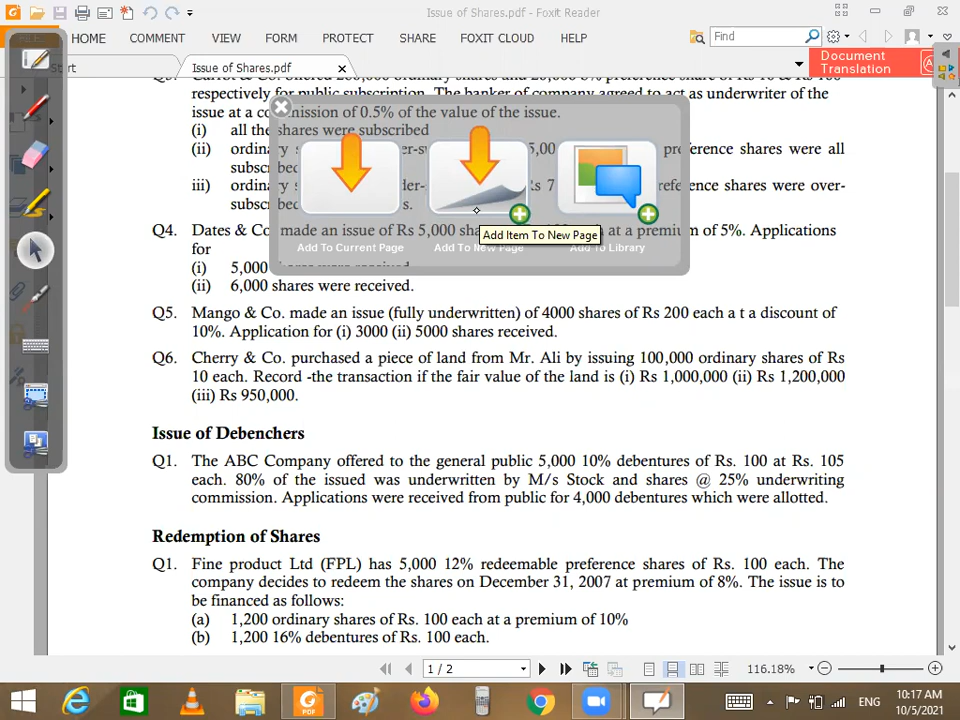 Issue of Shares.pdf - Foxit Reader
FILE HOME COMMENT VIEW FORM PROTECT SHARE FOXIT CLOUD HELP Find
Start Issue of Shares.pdf Document Translation
respectively for public subscription. The banker of company agreed to act as underwriter of the
issue at a commission of 0.5% of the value of the issue.
(i) all the shares were subscribed
(ii) ordinary preference shares were all
iii) ordinary Rs 7 preference shares were over-
Q4. Dates & Co. made an issue of Rs 5,000 at a premium of 5%. Applications
for
(i) 5,000 shares were received.
(ii) 6,000 shares were received.
Add To Current Page Add To New Page Add To Library
Add Item To New Page
Q5. Mango & Co. made an issue (fully underwritten) of 4000 shares of Rs 200 each a t a discount of
10%. Application for (i) 3000 (ii) 5000 shares received.
Q6. Cherry & Co. purchased a piece of land from Mr. Ali by issuing 100,000 ordinary shares of Rs
10 each. Record -the transaction if the fair value of the land is (i) Rs 1,000,000 (ii) Rs 1,200,000
(iii) Rs 950,000.
Issue of Debenchers
Q1. The ABC Company offered to the general public 5,000 10% debentures of Rs. 100 at Rs. 105
each. 80% of the issued was underwritten by M/s Stock and shares @ 25% underwriting
commission. Applications were received from public for 4,000 debentures which were allotted.
Redemption of Shares
Q1. Fine product Ltd (FPL) has 5,000 12% redeemable preference shares of Rs. 100 each. The
company decides to redeem the shares on December 31, 2007 at premium of 8%. The issue is to
be financed as follows:
(a) 1,200 ordinary shares of Rs. 100 each at a premium of 10%
(b) 1,200 16% debentures of Rs. 100 each.
1 / 2 116.18%
PDF ENG 10:17 AM
10/5/2021